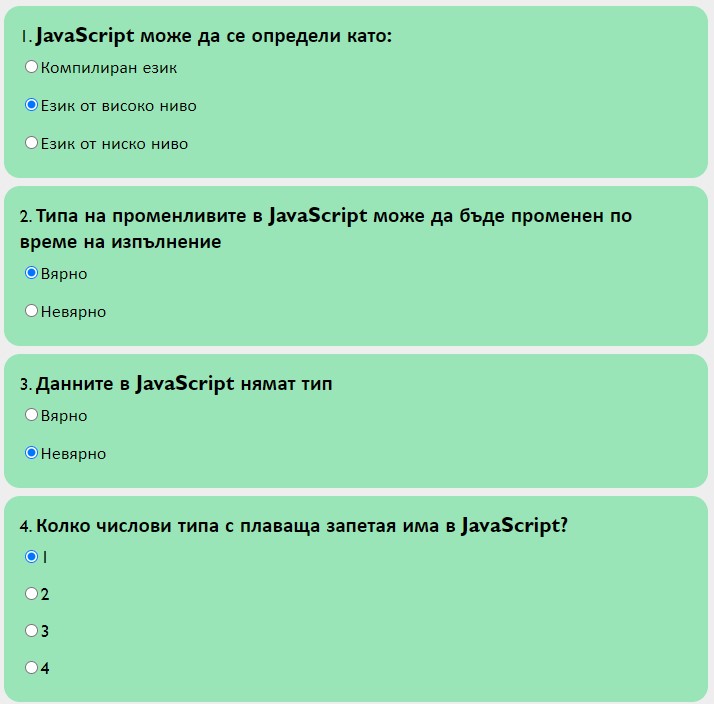 1. JavaScript може да се определи като:
Компилиран език
Език от високо ниво
Език от ниско ниво
2. Типа на променливите в JavaScript може да бъде променен по
време на изпълнение
Вярно
Невярно
3. Данните в JavaScript нямат тип
Вярно
Невярно
4. Колко числови типа с плаваща запетая има в JavaScript?
1
2
3
4